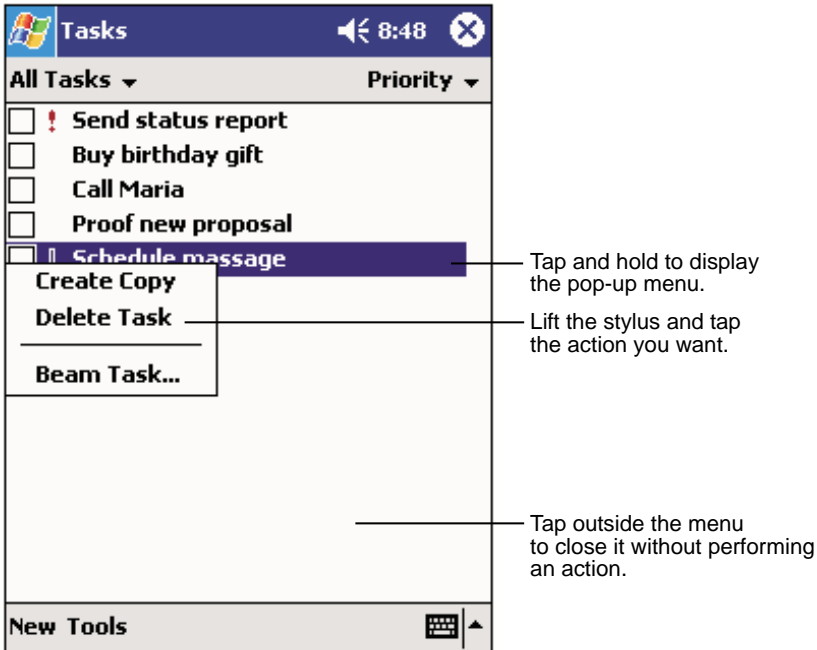 Tasks 8:48
All Tasks Priority
! Send status report
Buy birthday gift
Call Maria
Proof new proposal
Schedule massage
Create Copy
Delete Task
Beam Task...
Tap and hold to display
the pop-up menu.
Lift the stylus and tap
the action you want.
Tap outside the menu
to close it without performing
an action.
New Tools